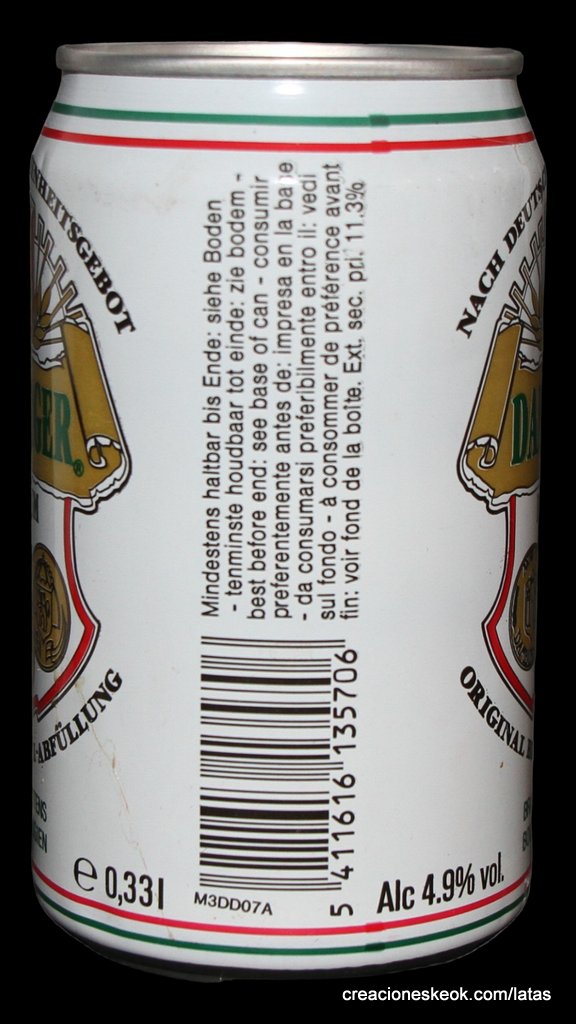 Mindestens haltbar bis Ende: siehe Boden
- tenminste houdbaar tot einde: zie bodem -
best before end: see base of can - consumir
preferentemente antes de: impresa en la base
- da consumarsi preferibilmente entro il: vedi
sul fondo - à consommer de préférence avant
fin: voir fond de la boîte. Ext. sec. pri. 11.3%
5 411616 135706
M3DD07A
e 0,33l
Alc 4.9% vol.
NACH
ORIGINAL
GER®
creacioneskeok.com/latas